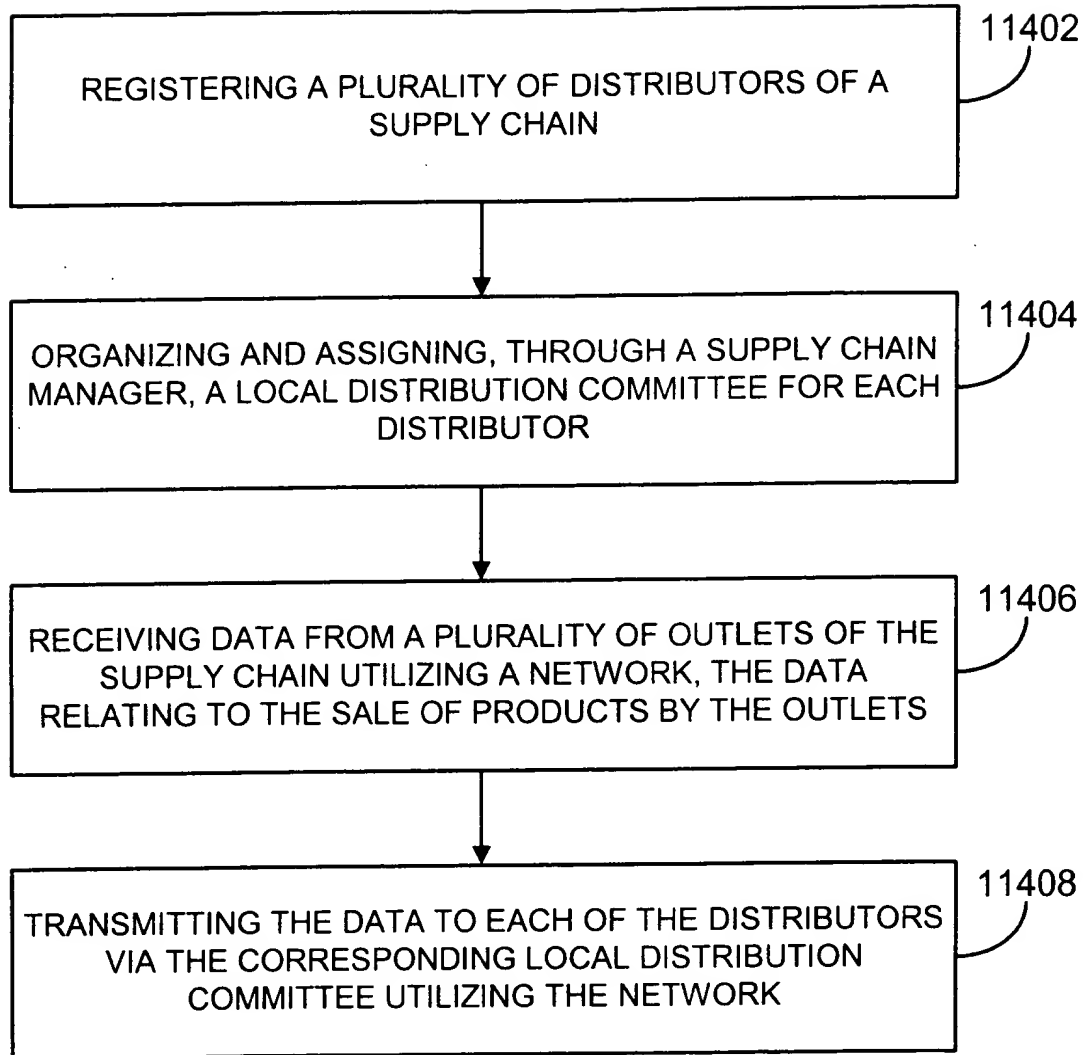 11402
REGISTERING A PLURALITY OF DISTRIBUTORS OF A
SUPPLY CHAIN
11404
ORGANIZING AND ASSIGNING, THROUGH A SUPPLY CHAIN
MANAGER, A LOCAL DISTRIBUTION COMMITTEE FOR EACH
DISTRIBUTOR
11406
RECEIVING DATA FROM A PLURALITY OF OUTLETS OF THE
SUPPLY CHAIN UTILIZING A NETWORK, THE DATA
RELATING TO THE SALE OF PRODUCTS BY THE OUTLETS
11408
TRANSMITTING THE DATA TO EACH OF THE DISTRIBUTORS
VIA THE CORRESPONDING LOCAL DISTRIBUTION
COMMITTEE UTILIZING THE NETWORK